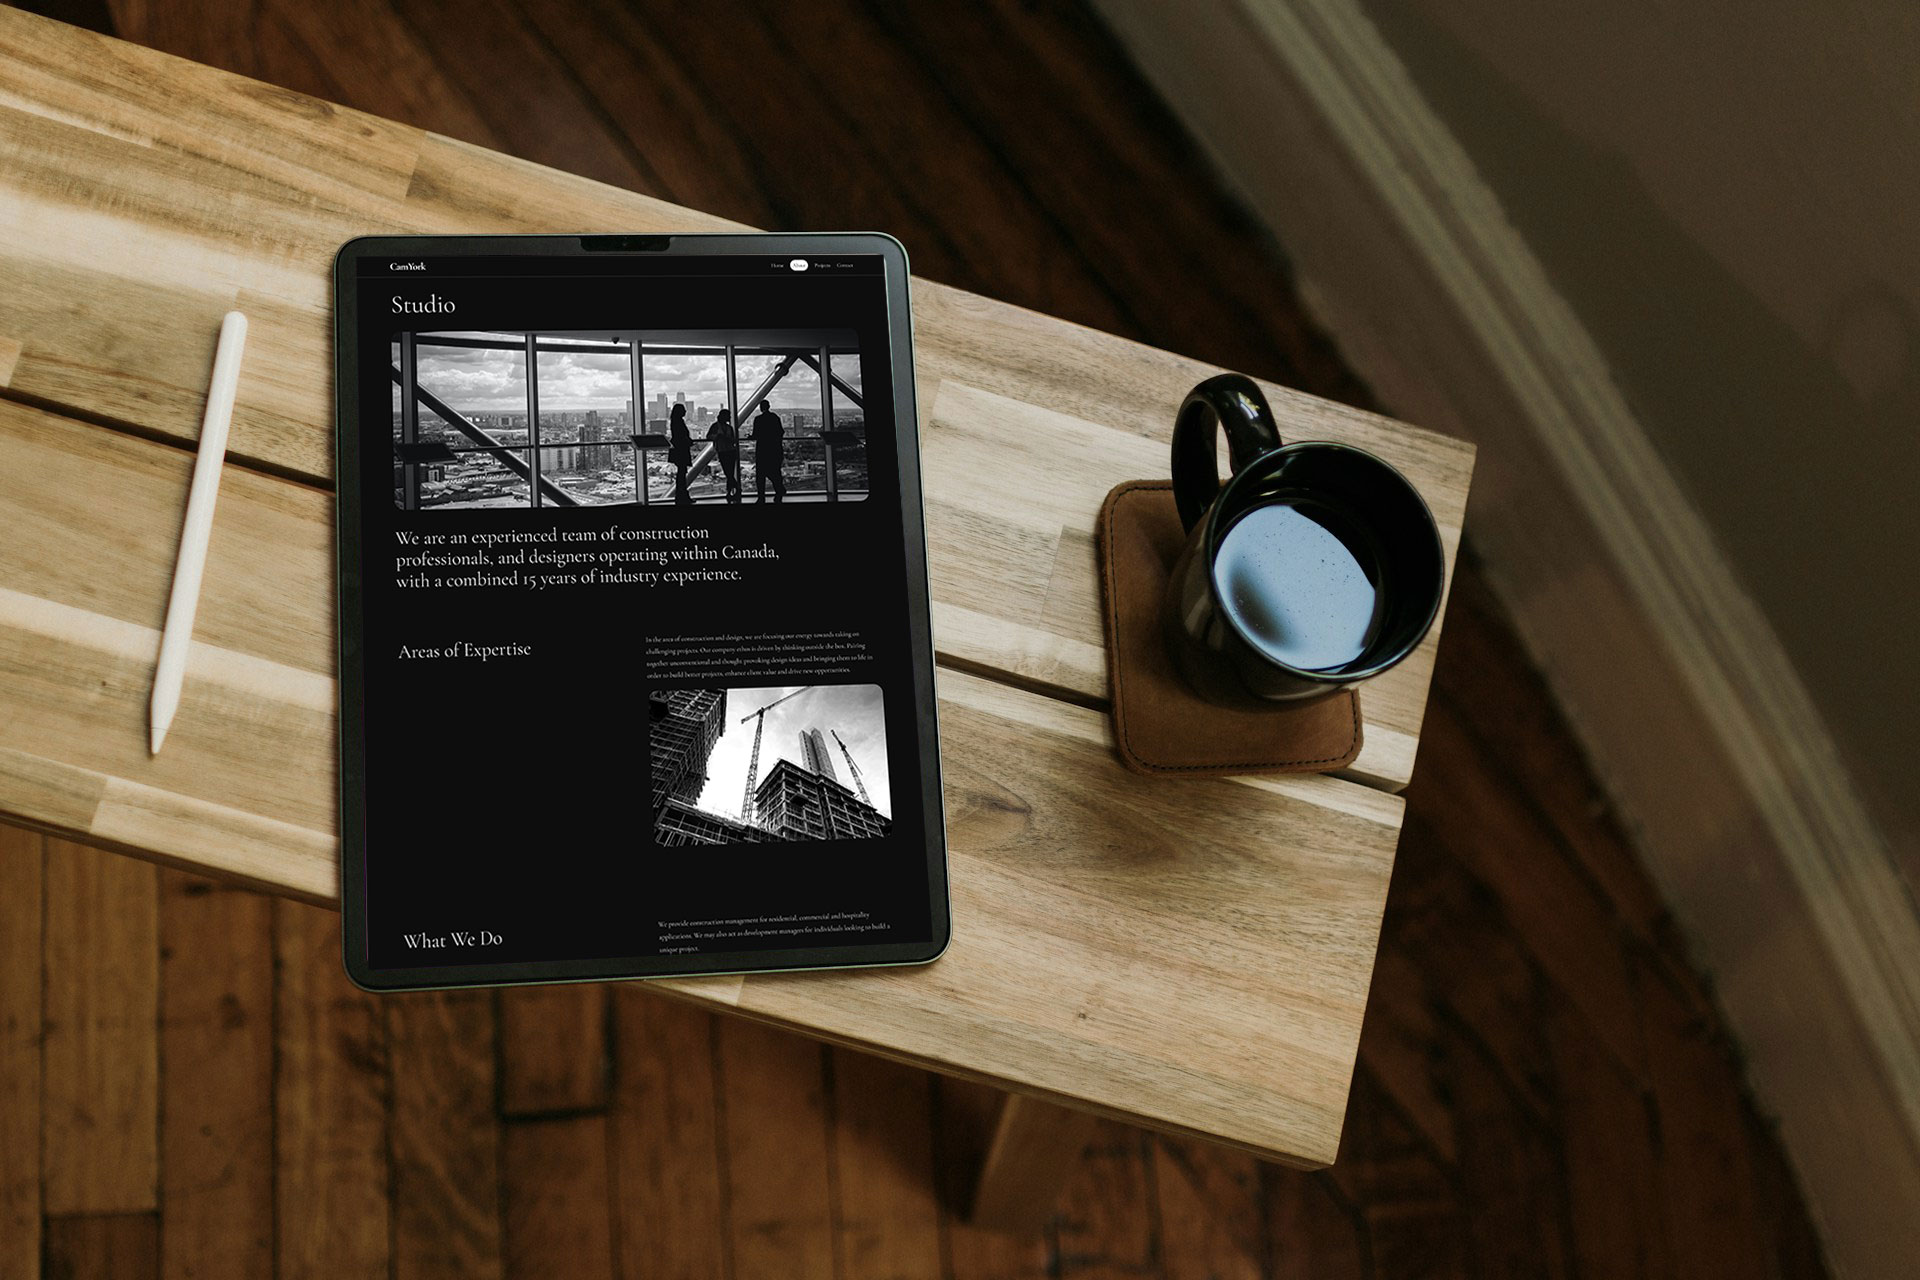 CamYork
Home About Projects Contact
Studio
We are an experienced team of construction
professionals, and designers operating within Canada,
with a combined 15 years of industry experience.
Areas of Expertise
In the area of construction and design, we are focusing our energy towards taking on
challenging projects. Our company ethos is driven by thinking outside the box. Pairing
together unconventional and thought-provoking design ideas and bringing them to life in
order to build better projects, enhance client value and drive new opportunities.
What We Do
We provide construction management for residential, commercial and hospitality
applications. We may also act as development managers for individuals looking to build a
unique project.